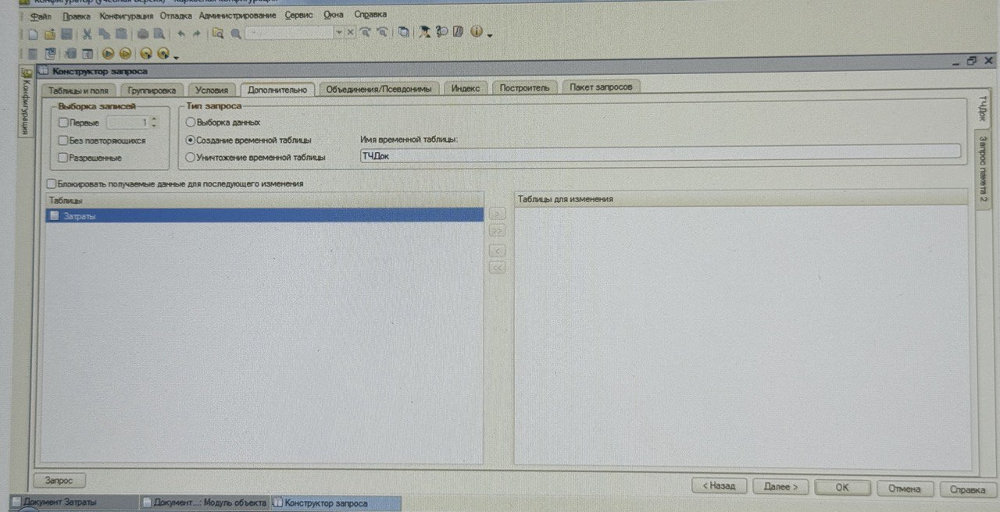 Конфигуратор (учебная версия) - Каркасная конфигурация
Файл Правка Конфигурация Отладка Администрирование Сервис Окна Справка
Конструктор запроса
Таблицы и поля Группировка Условия Дополнительно Объединения/Псевдонимы Индекс Построитель Пакет запросов
Выборка записей
Первые 1
Без повторяющихся
Разрешенные
Тип запроса
Выборка данных
Создание временной таблицы
Уничтожение временной таблицы
Имя временной таблицы:
ТЧДок
Блокировать получаемые данные для последующего изменения
Таблицы
Затраты
> 
>>
<
<<
Таблицы для изменения
Конфигурация
ТЧДок
Запрос пакета 2
Запрос
< Назад Далее > ОК Отмена Справка
Документ Затраты Документ...: Модуль объекта Конструктор запроса